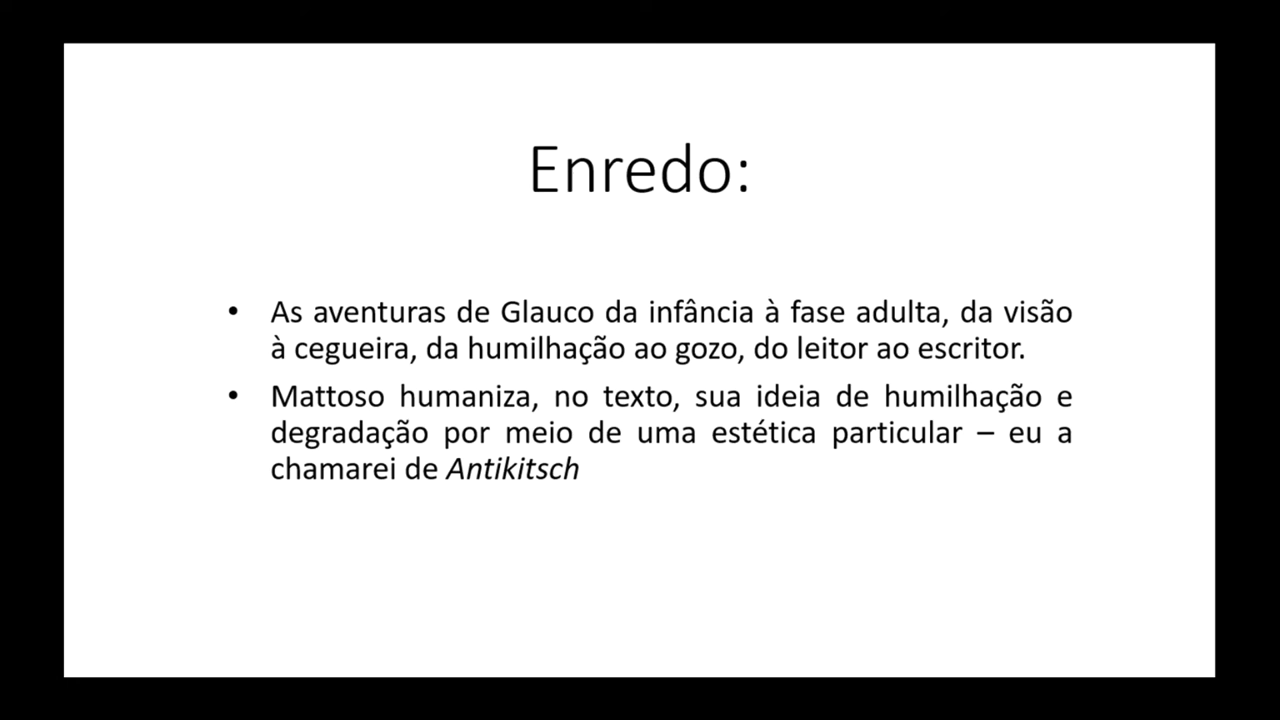 Enredo:
• As aventuras de Glauco da infância à fase adulta, da visão
à cegueira, da humilhação ao gozo, do leitor ao escritor.
• Mattoso humaniza, no texto, sua ideia de humilhação e
degradação por meio de uma estética particular – eu a
chamarei de Antikitsch